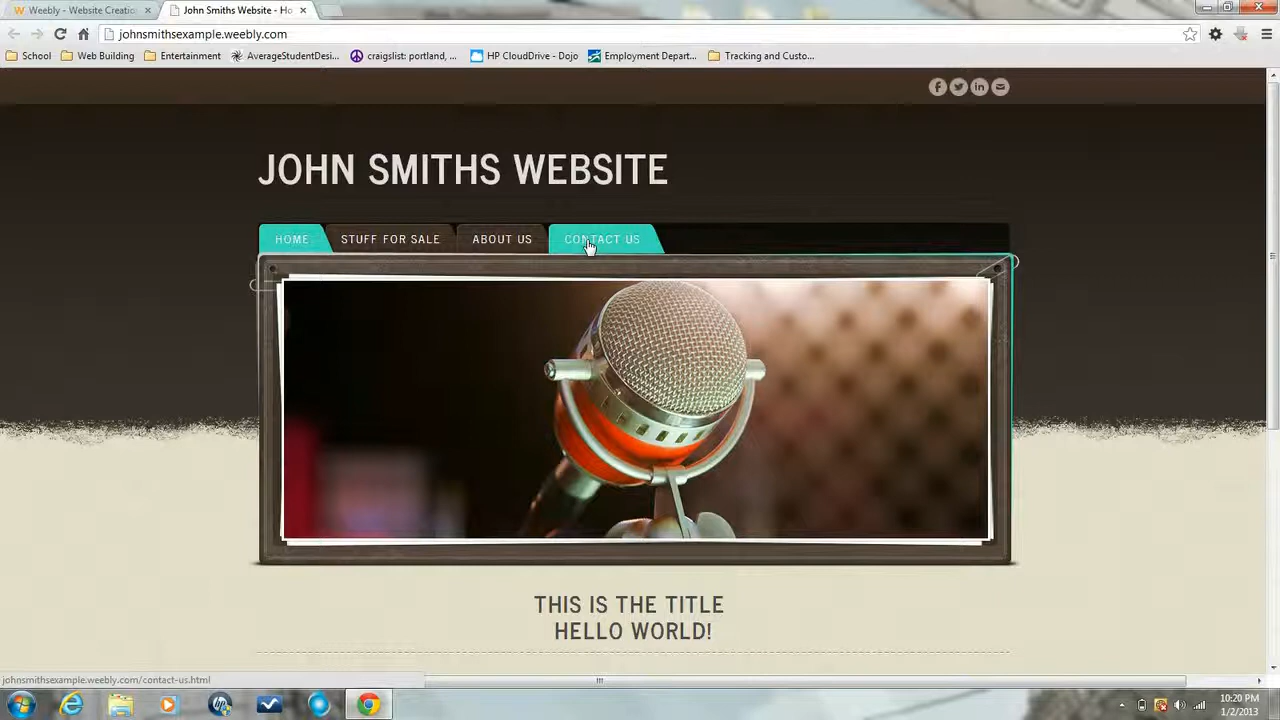 Weebly - Website Creatio
John Smiths Website - Ho
johnsmithsexample.weebly.com
School
Web Building
Entertainment
AverageStudentDesi...
craigslist: portland, ...
HP CloudDrive - Dojo
Employment Depart...
Tracking and Custo...
JOHN SMITHS WEBSITE
HOME
STUFF FOR SALE
ABOUT US
CONTACT US
THIS IS THE TITLE
HELLO WORLD!
johnsmithsexample.weebly.com/contact-us.html
10:20 PM
1/2/2013